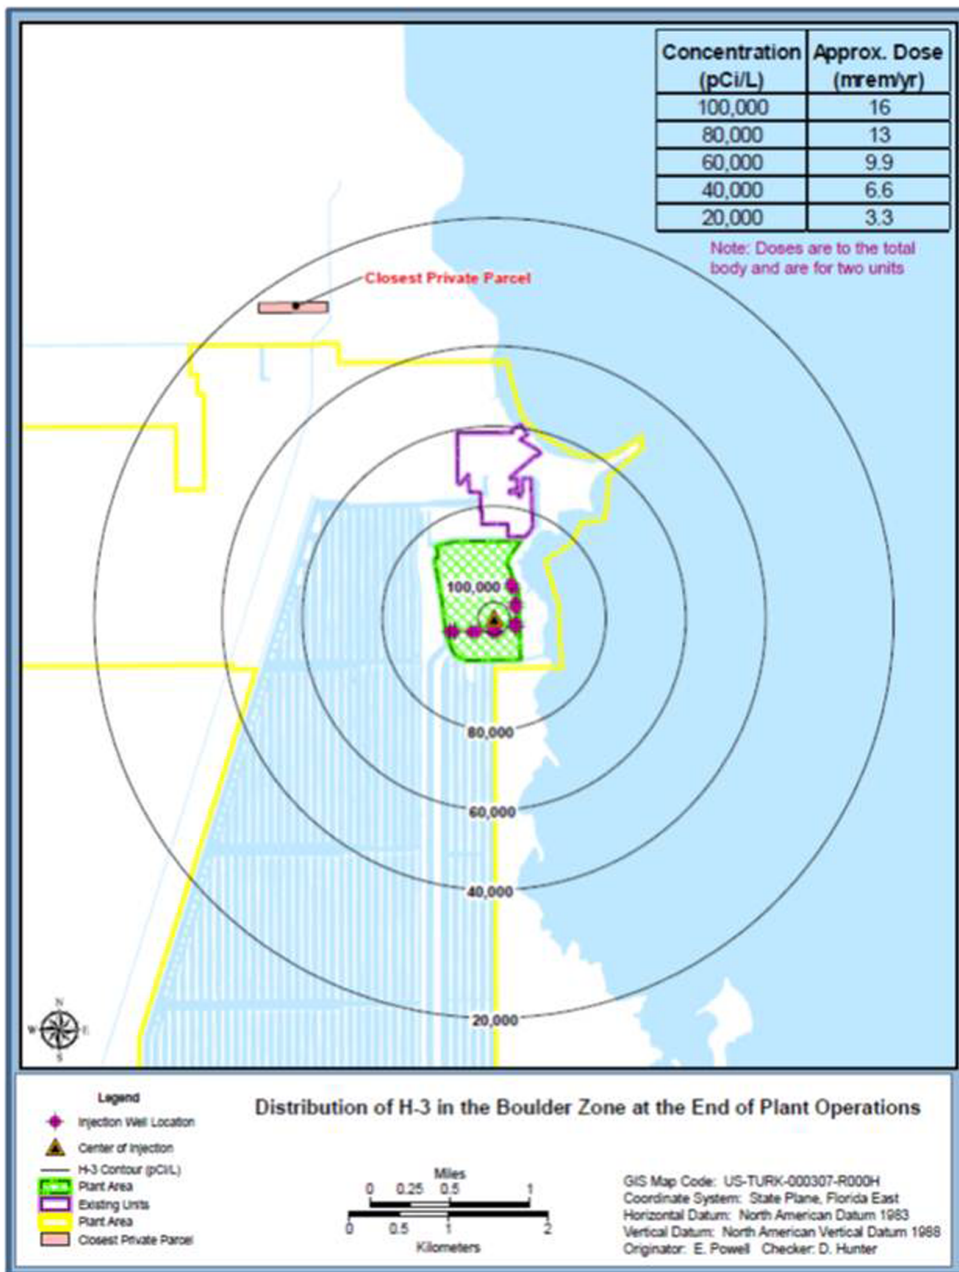 Concentration Approx. Dose
(pCi/L) (mrem/yr)
100,000 16
80,000 13
60,000 9.9
40,000 6.6
20,000 3.3
Note: Doses are to the total
body and are for two units
Closest Private Parcel
100,000
80,000
60,000
40,000
20,000
N
W E
S
Legend
Injection Well Location
Center of Injection
H-3 Contour (pCi/L)
Plant Area
Existing Units
Plant Area
Closest Private Parcel
Distribution of H-3 in the Boulder Zone at the End of Plant Operations
Miles
0 0.25 0.5 1
0 0.5 1 2
Kilometers
GIS Map Code: US-TURK-000307-R000H
Coordinate System: State Plane, Florida East
Horizontal Datum: North American Datum 1983
Vertical Datum: North American Vertical Datum 1988
Originator: E. Powell Checker: D. Hunter